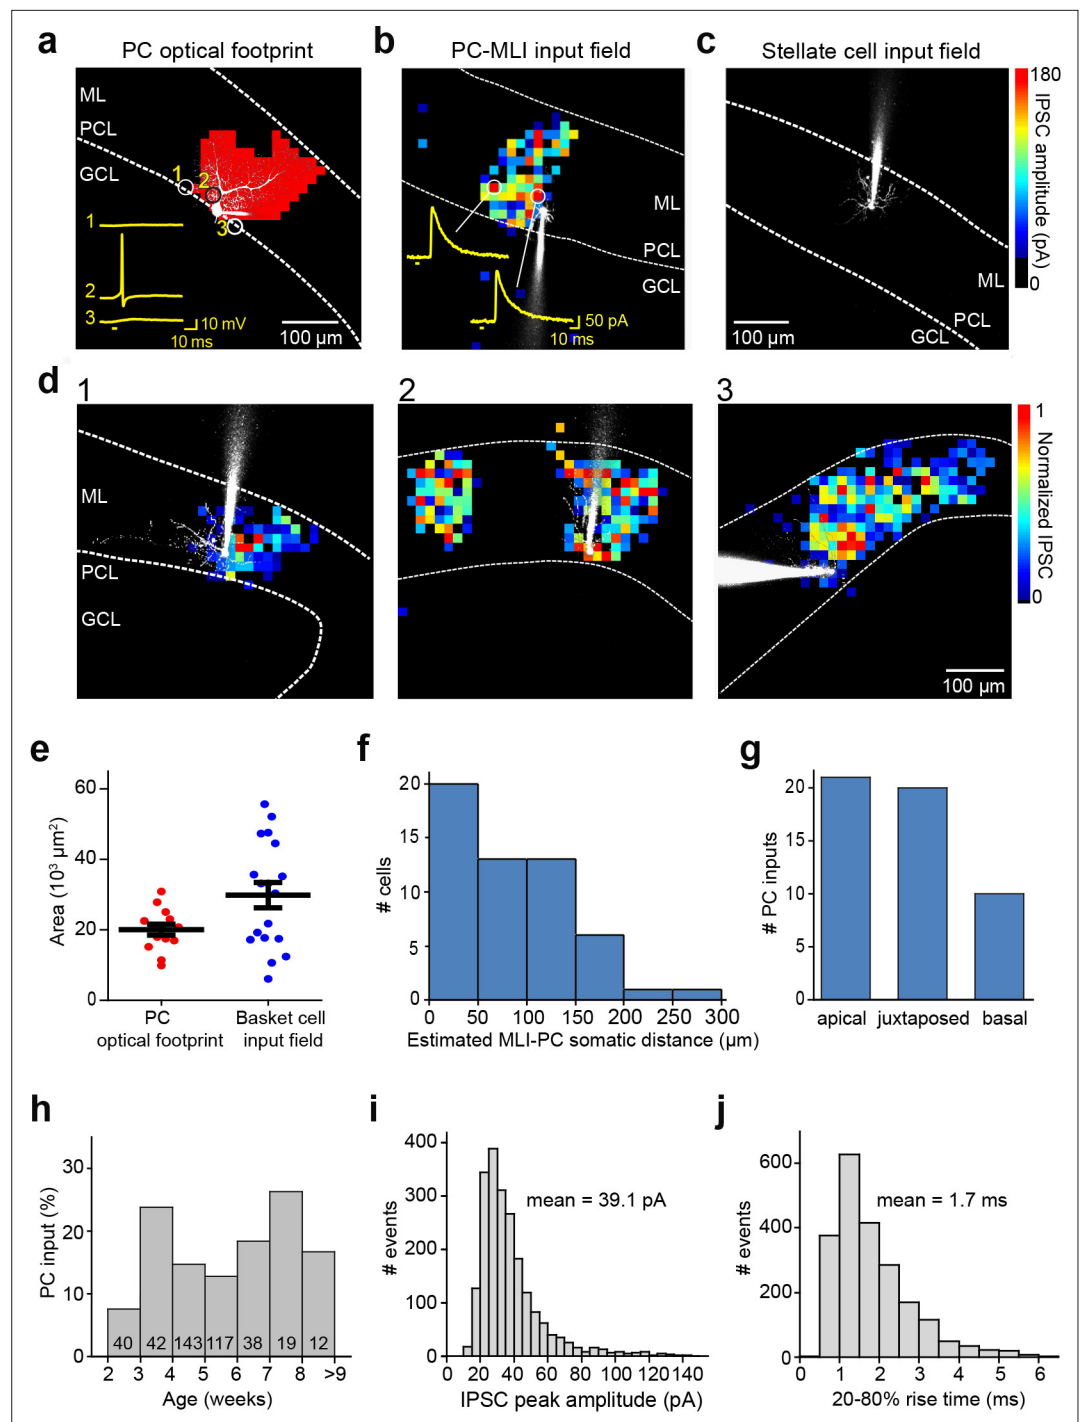 a PC optical footprint
b PC-MLI input field
c Stellate cell input field
ML
PCL
GCL
1
2
3
1
2
3
10 mV
10 ms
100 µm
ML
PCL
GCL
50 pA
10 ms
ML
PCL
GCL
100 µm
180
IPSC amplitude (pA)
0
d
1
2
3
ML
PCL
GCL
100 µm
1
Normalized IPSC
0
e
Area (10³ µm²)
60
40
20
0
PC optical footprint
Basket cell input field
f
# cells
20
15
10
5
0
0 50 100 150 200 250 300
Estimated MLI-PC somatic distance (µm)
g
# PC inputs
20
15
10
5
0
apical juxtaposed basal
h
PC input (%)
30
20
10
0
40 42 143 117 38 19 12
2 3 4 5 6 7 8 >9
Age (weeks)
i
# events
400
300
200
100
0
mean = 39.1 pA
0 20 40 60 80 100 120 140
IPSC peak amplitude (pA)
j
# events
600
400
200
0
mean = 1.7 ms
0 1 2 3 4 5 6
20-80% rise time (ms)